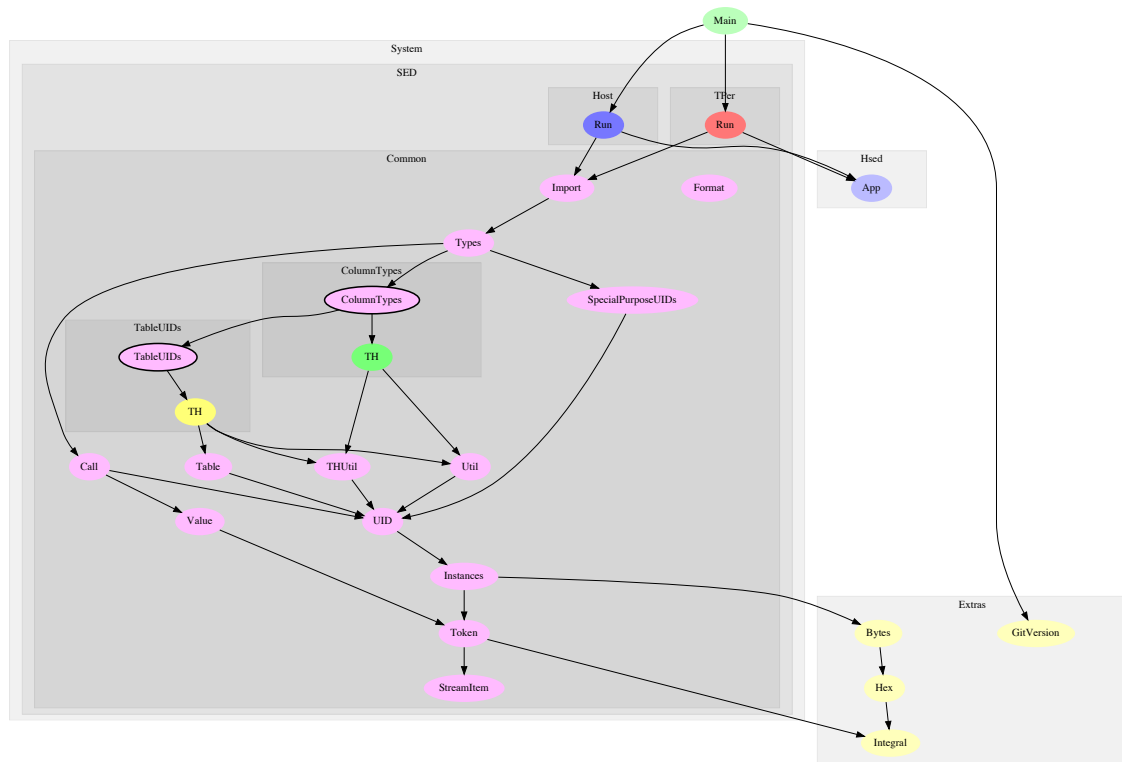 Main
System
SED
Host
TPer
Run
Run
Common
Hsed
Import
Format
App
Types
ColumnTypes
ColumnTypes
SpecialPurposeUIDs
TableUIDs
TableUIDs
TH
TH
Call
Table
THUtil
Util
Value
UID
Instances
Extras
Token
Bytes
GitVersion
StreamItem
Hex
Integral